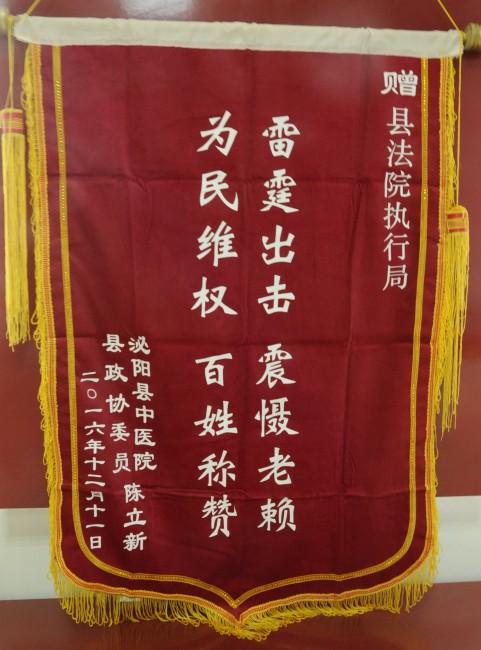 赠县法院执行局
雷霆出击 震慑老赖
为民维权 百姓称赞
泌阳县中医院
县政协委员 陈立新
二〇一六年十二月十一日